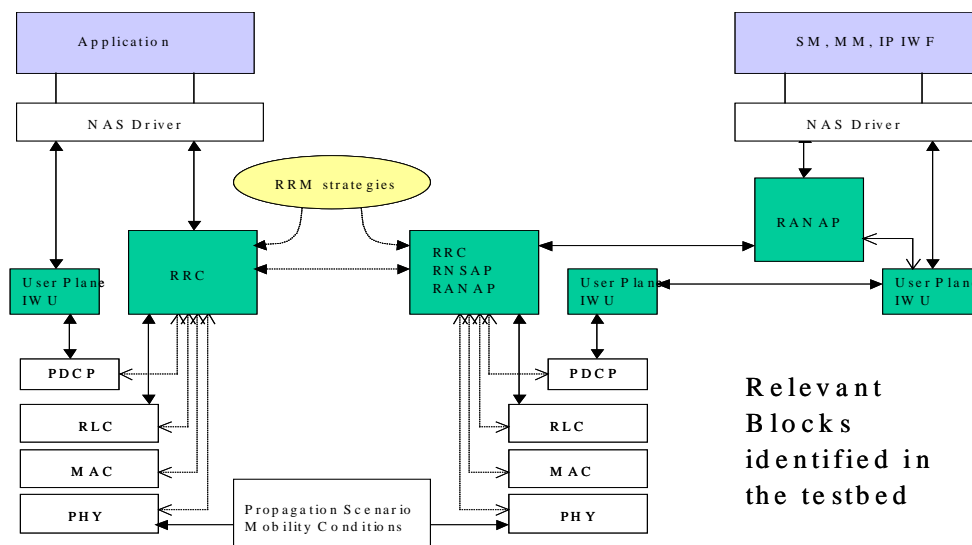 Application
SM, MM, IP IWF
NAS Driver
NAS Driver
RRM strategies
RANAP
RRC
RRC
RNSAP
RANAP
User Plane
IWU
User Plane
IWU
User Plane
IWU
PDCP
PDCP
RLC
RLC
MAC
MAC
PHY
PHY
Propagation Scenario
Mobility Conditions
Relevant
Blocks
identified in
the testbed